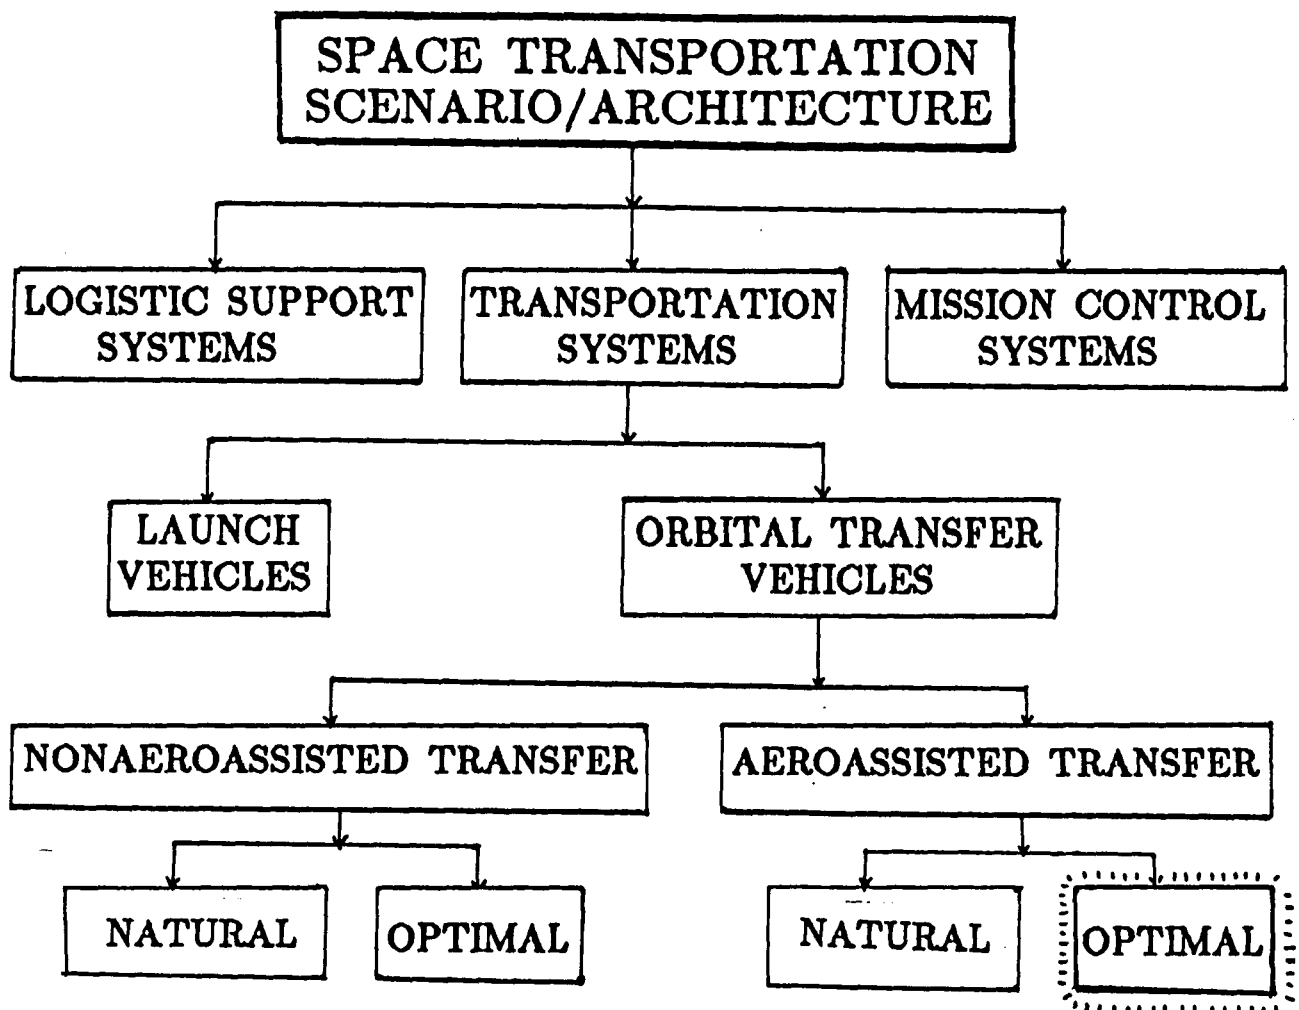 SPACE TRANSPORTATION
SCENARIO/ARCHITECTURE
LOGISTIC SUPPORT
SYSTEMS
TRANSPORTATION
SYSTEMS
MISSION CONTROL
SYSTEMS
LAUNCH
VEHICLES
ORBITAL TRANSFER
VEHICLES
NONAEROASSISTED TRANSFER
AEROASSISTED TRANSFER
NATURAL
OPTIMAL
NATURAL
OPTIMAL